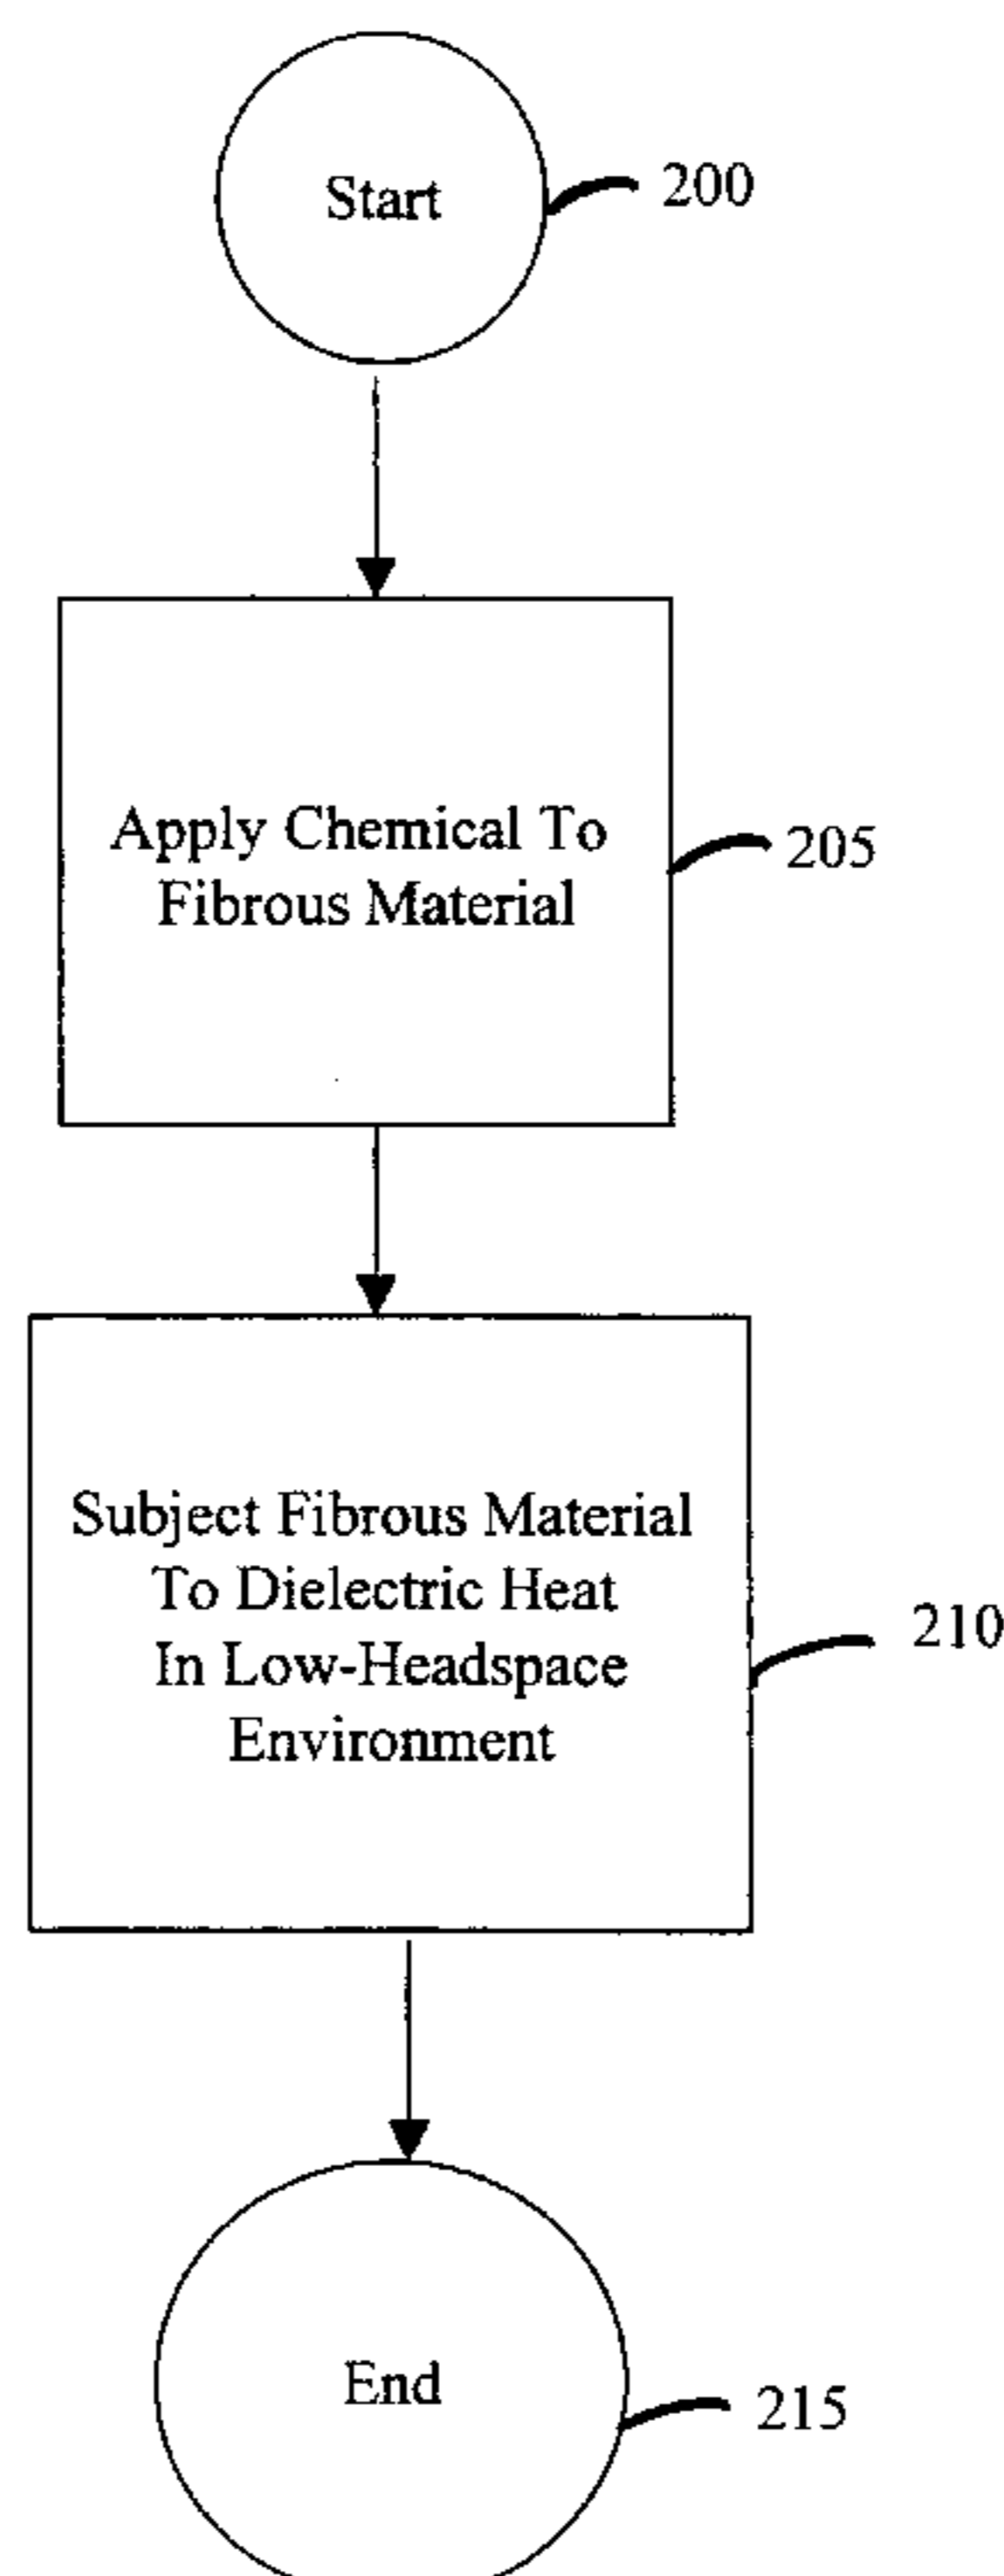 Start
200
Apply Chemical To
Fibrous Material
205
Subject Fibrous Material
To Dielectric Heat
In Low-Headspace
Environment
210
End
215